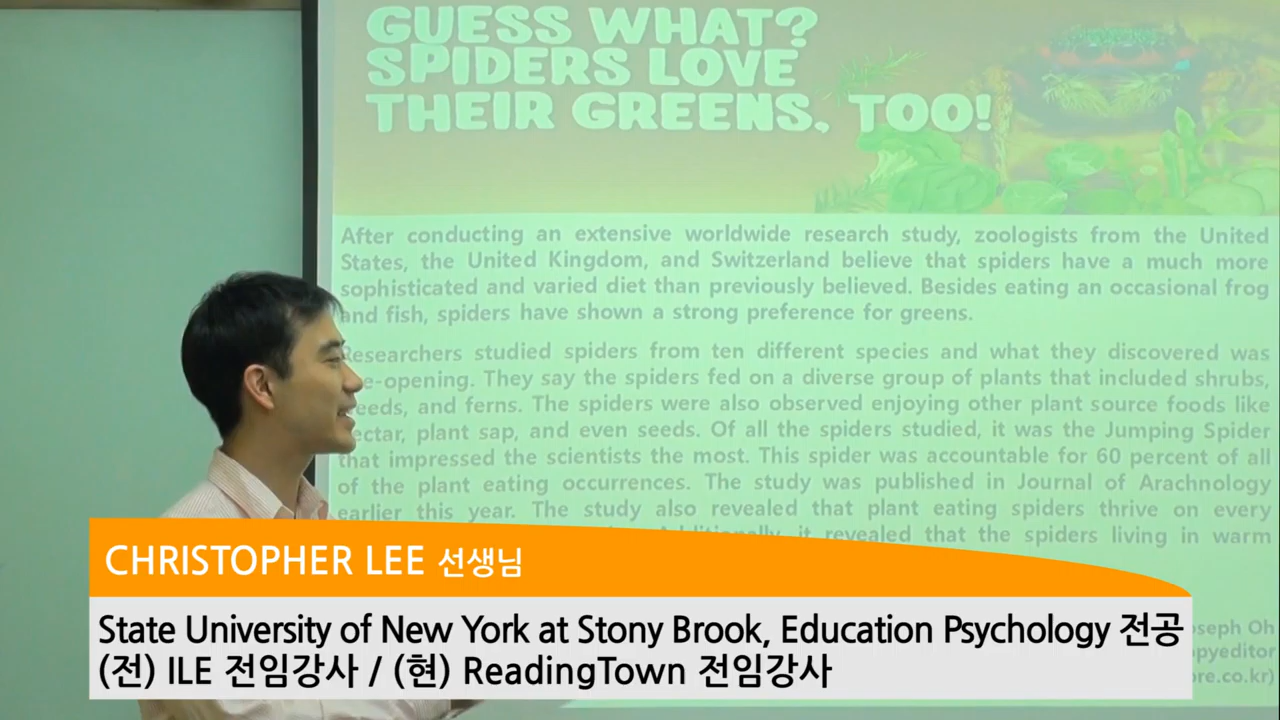 GUESS WHAT?
SPIDERS LOVE
THEIR GREENS, TOO!
After conducting an extensive worldwide research study, zoologists from the United
States, the United Kingdom, and Switzerland believe that spiders have a much more
sophisticated and varied diet than previously believed. Besides eating an occasional frog
and fish, spiders have shown a strong preference for greens.
Researchers studied spiders from ten different species and what they discovered was
e-opening. They say the spiders fed on a diverse group of plants that included shrubs,
eeds, and ferns. The spiders were also observed enjoying other plant source foods like
ectar, plant sap, and even seeds. Of all the spiders studied, it was the Jumping Spider
that impressed the scientists the most. This spider was accountable for 60 percent of all
of the plant eating occurrences. The study was published in Journal of Arachnology
earlier this year. The study also revealed that plant eating spiders thrive on every
Additionally, it revealed that the spiders living in warm
oseph Oh
opyeditor
ore.co.kr)
CHRISTOPHER LEE 선생님
State University of New York at Stony Brook, Education Psychology 전공
(전) ILE 전임강사 / (현) ReadingTown 전임강사